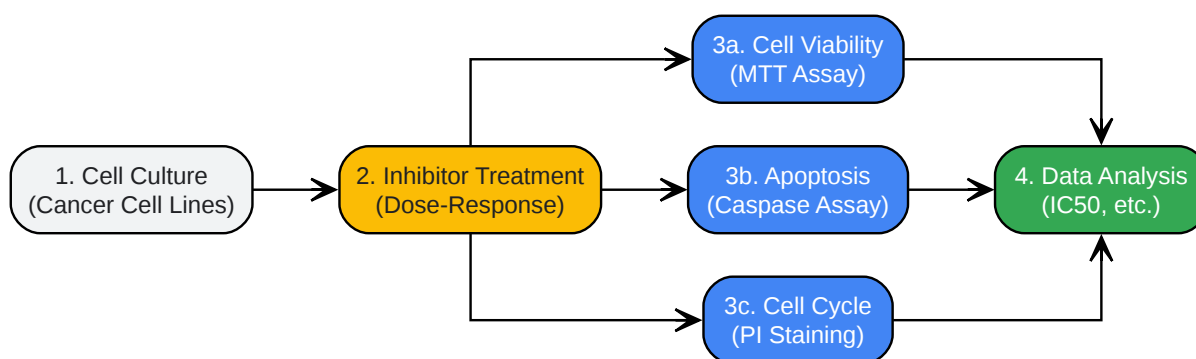 1. Cell Culture
(Cancer Cell Lines)
2. Inhibitor Treatment
(Dose-Response)
3a. Cell Viability
(MTT Assay)
3b. Apoptosis
(Caspase Assay)
3c. Cell Cycle
(PI Staining)
4. Data Analysis
(IC50, etc.)